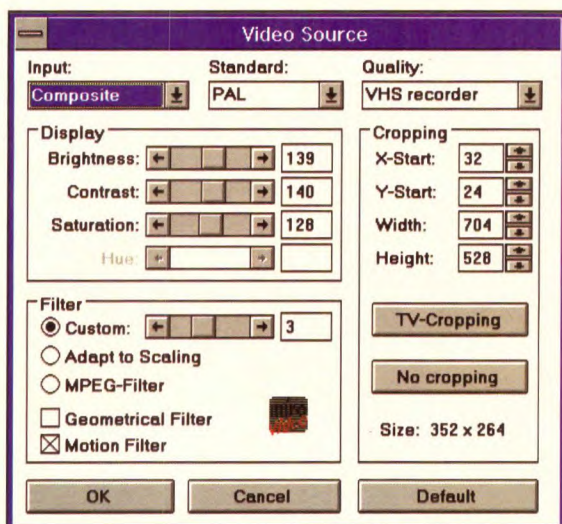 Video Source
Input: Standard: Quality:
Composite PAL VHS recorder
Display
Brightness: 139
Contrast: 140
Saturation: 128
Hue:
Filter
Custom: 3
Adapt to Scaling
MPEG-Filter
Geometrical Filter
Motion Filter
miro
VIDEO
Cropping
X-Start: 32
Y-Start: 24
Width: 704
Height: 528
TV-Cropping
No cropping
Size: 352 x 264
OK Cancel Default